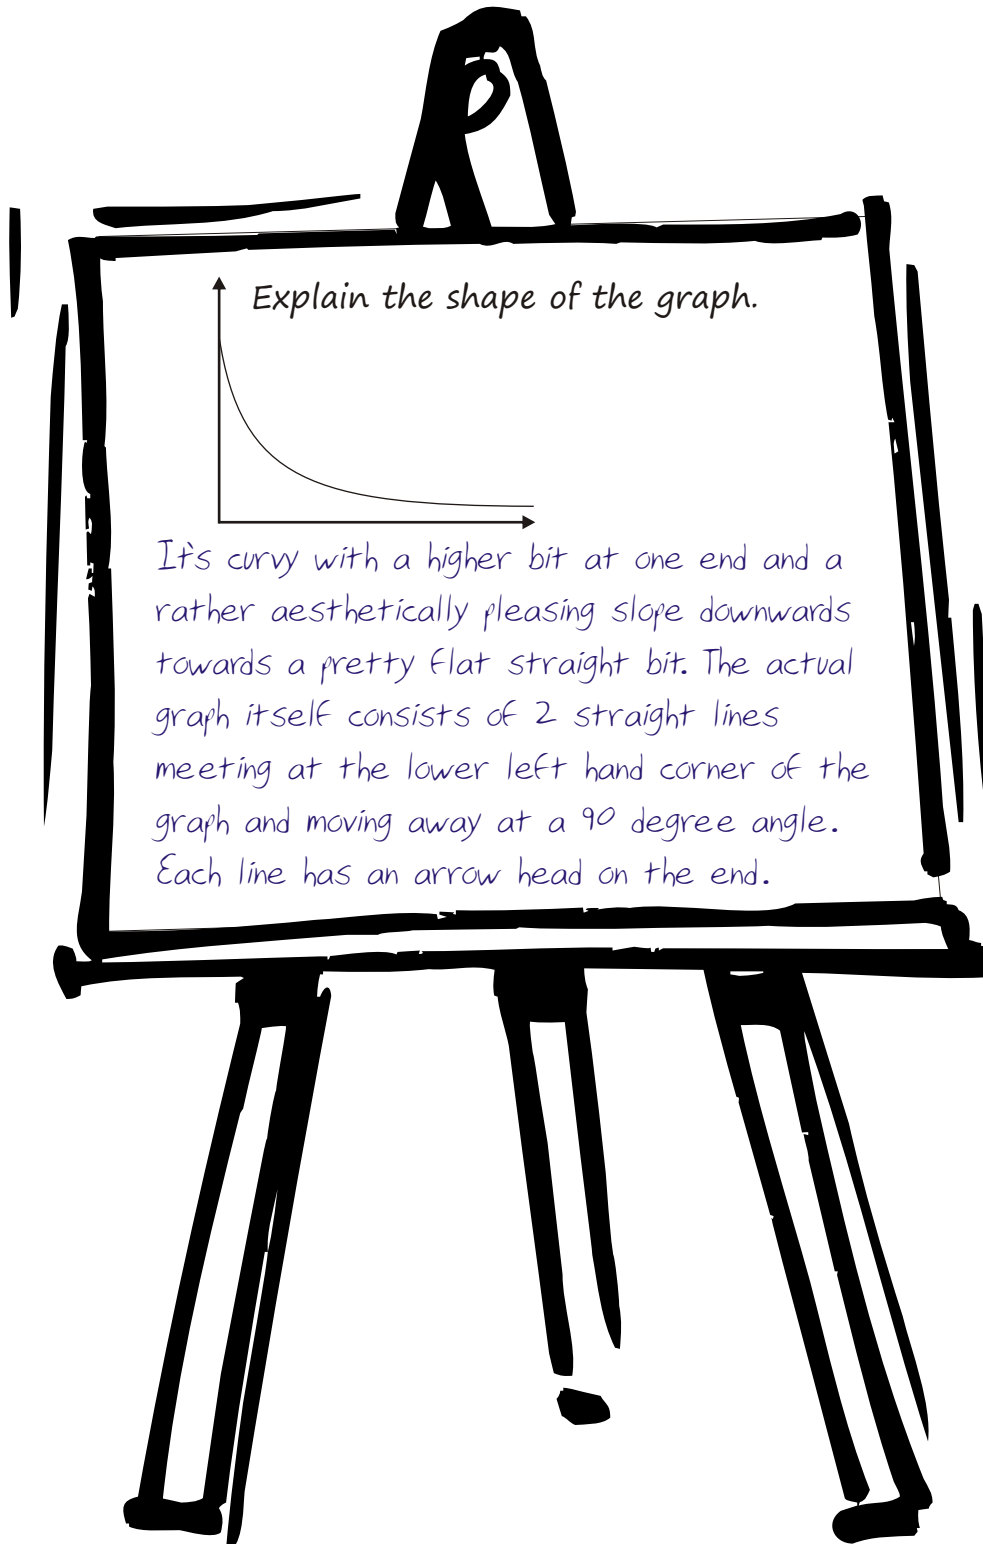 Explain the shape of the graph.
It's curvy with a higher bit at one end and a
rather aesthetically pleasing slope downwards
towards a pretty flat straight bit. The actual
graph itself consists of 2 straight lines
meeting at the lower left hand corner of the
graph and moving away at a 90 degree angle.
Each line has an arrow head on the end.